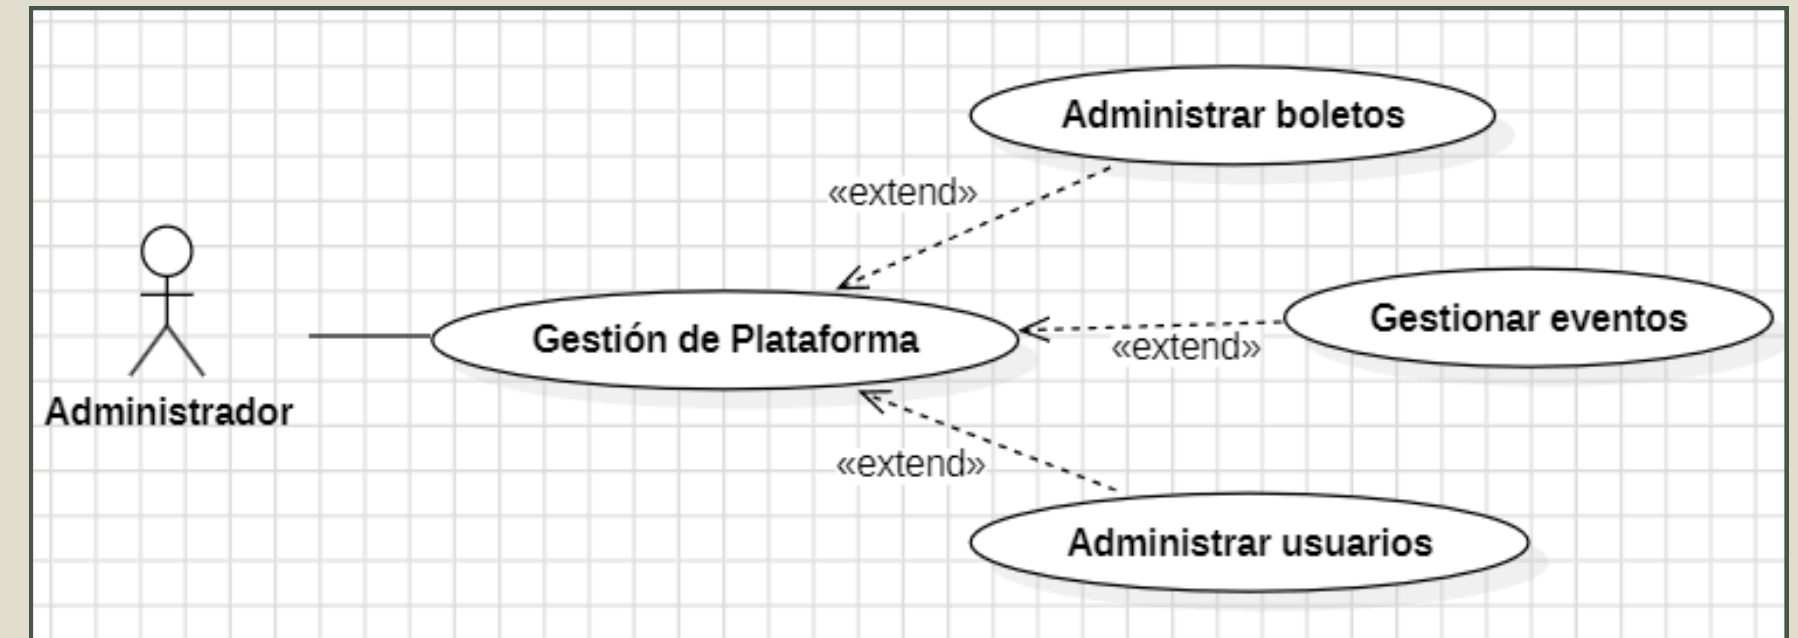 Administrar boletos
«extend»
Gestión de Plataforma
Gestionar eventos
«extend»
Administrador
«extend»
Administrar usuarios